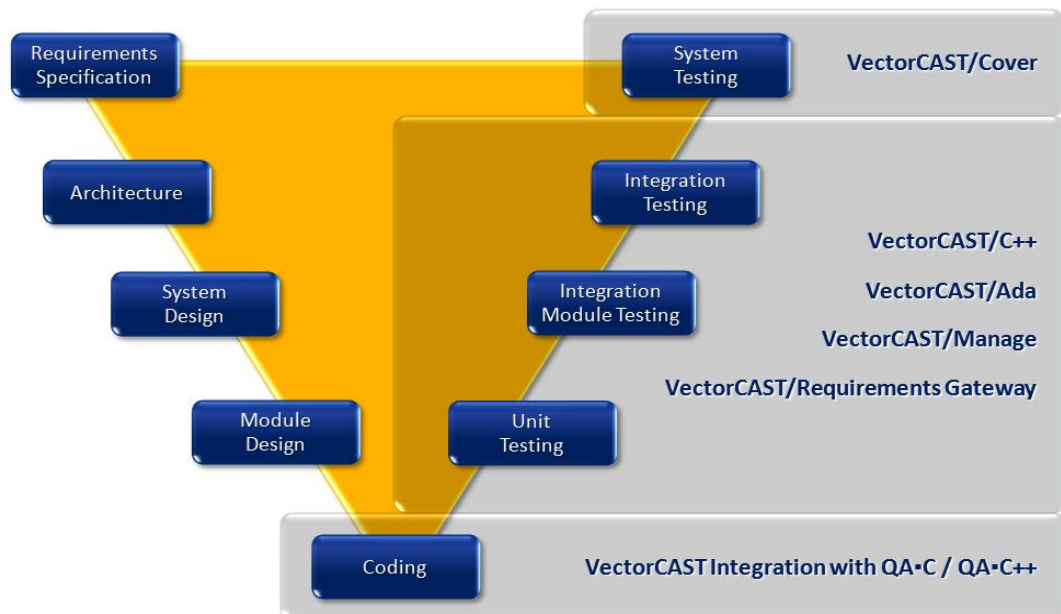 Requirements
Specification
System
Testing
VectorCAST/Cover
Architecture
Integration
Testing
VectorCAST/C++
System
Design
Integration
Module Testing
VectorCAST/Ada
VectorCAST/Manage
VectorCAST/Requirements Gateway
Module
Design
Unit
Testing
Coding
VectorCAST Integration with QA▪C / QA▪C++